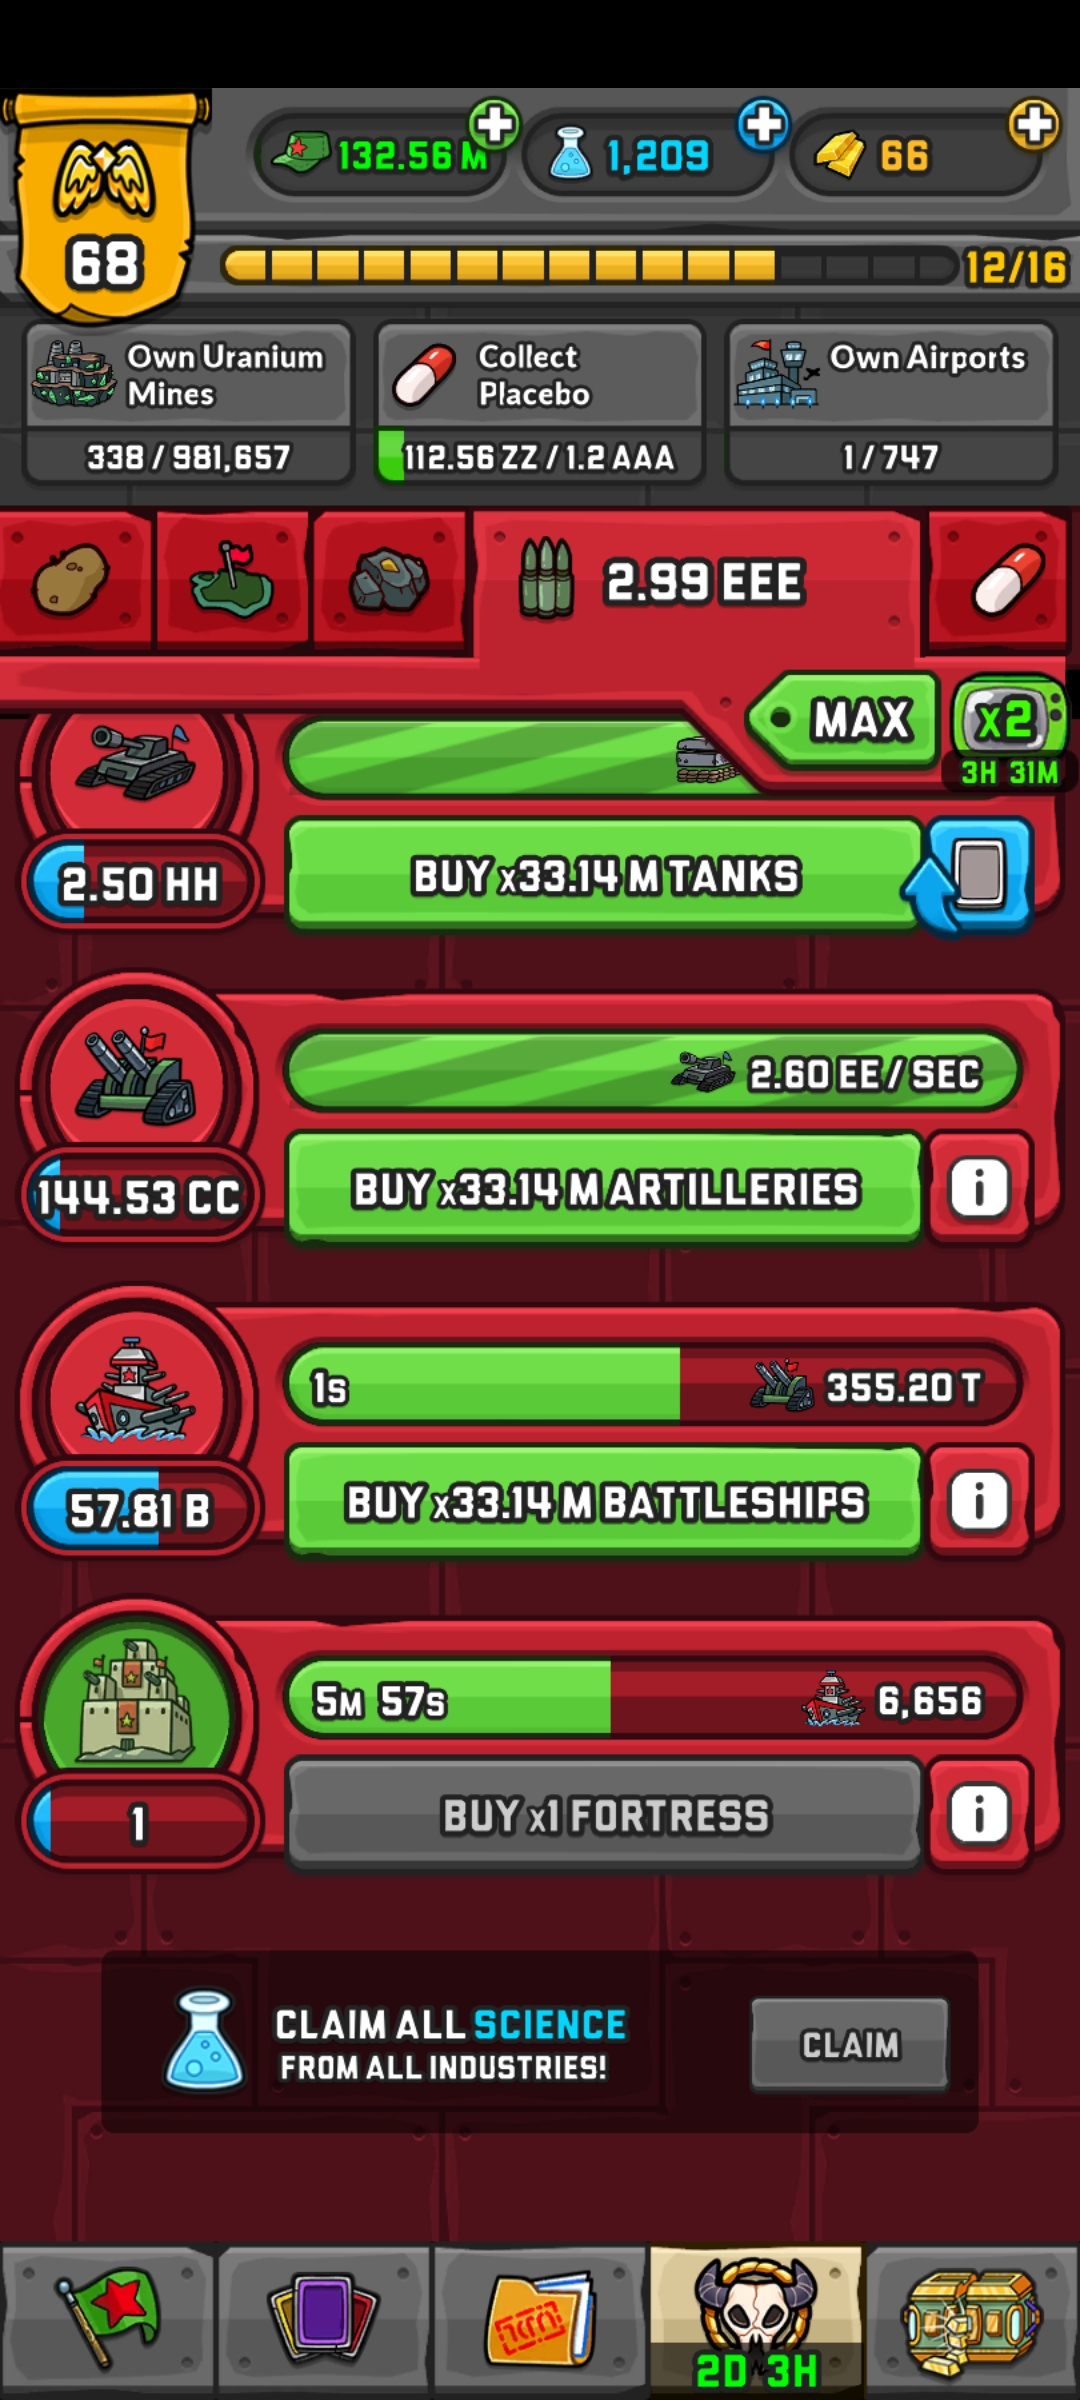 132.56 M
1,209
66
68
12/16
Own Uranium
Mines
338 / 981,657
Collect
Placebo
112.56 ZZ / 1.2 AAA
Own Airports
1 / 747
2.99 EEE
MAX
x2
3H 31M
2.50 HH
BUY x33.14 M TANKS
2.60 EE / SEC
144.53 CC
BUY x33.14 M ARTILLERIES
i
1s
355.20 T
57.81 B
BUY x33.14 M BATTLESHIPS
i
5M 57s
6,656
1
BUY x1 FORTRESS
i
CLAIM ALL SCIENCE
FROM ALL INDUSTRIES!
CLAIM
2D 3H